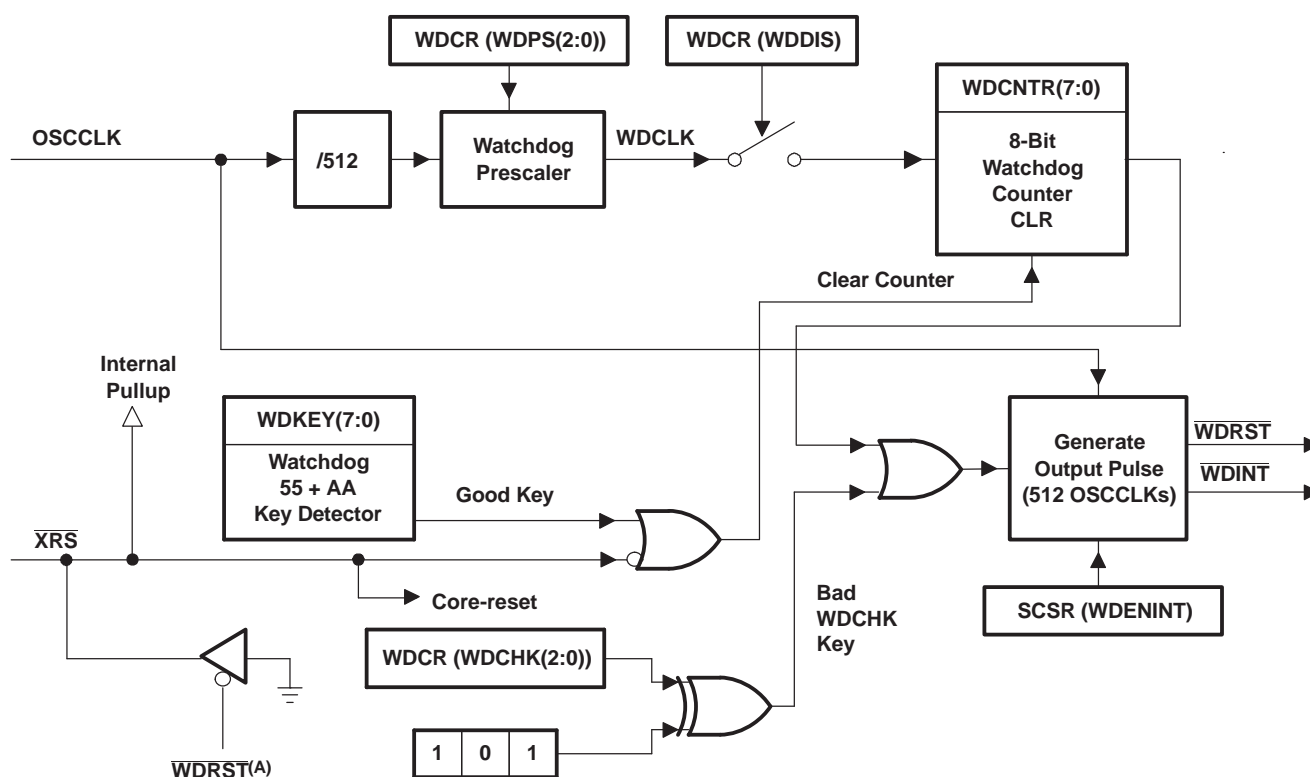 WDCR (WDPS(2:0))
WDCR (WDDIS)
WDCNTR(7:0)
OSCCLK
/512
Watchdog
Prescaler
WDCLK
8-Bit
Watchdog
Counter
CLR
Clear Counter
Internal
Pullup
WDKEY(7:0)
Watchdog
55 + AA
Key Detector
Good Key
Generate
Output Pulse
(512 OSCCLKs)
WDRST
WDINT
XRS
Core-reset
Bad
WDCHK
Key
SCSR (WDENINT)
WDCR (WDCHK(2:0))
1 0 1
WDRST(A)